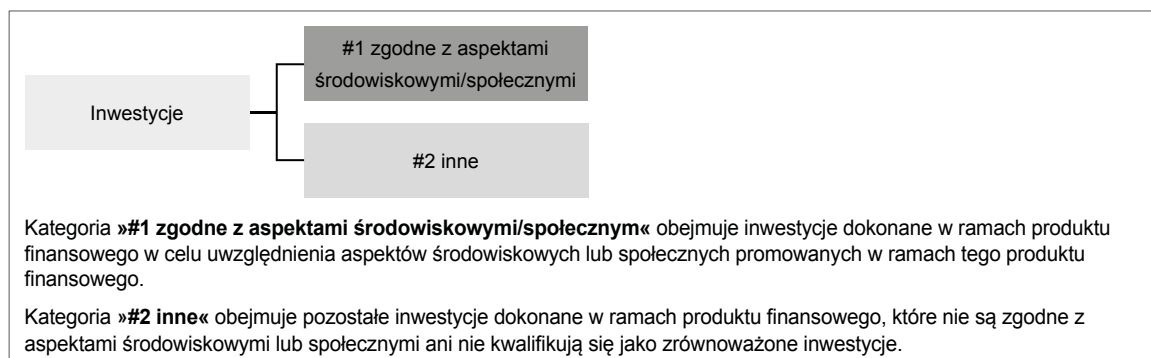 #1 zgodne z aspektami
środowiskowymi/społecznymi
Inwestycje
#2 inne
Kategoria »#1 zgodne z aspektami środowiskowymi/społecznym« obejmuje inwestycje dokonane w ramach produktu
finansowego w celu uwzględnienia aspektów środowiskowych lub społecznych promowanych w ramach tego produktu
finansowego.
Kategoria »#2 inne« obejmuje pozostałe inwestycje dokonane w ramach produktu finansowego, które nie są zgodne z
aspektami środowiskowymi lub społecznymi ani nie kwalifikują się jako zrównoważone inwestycje.